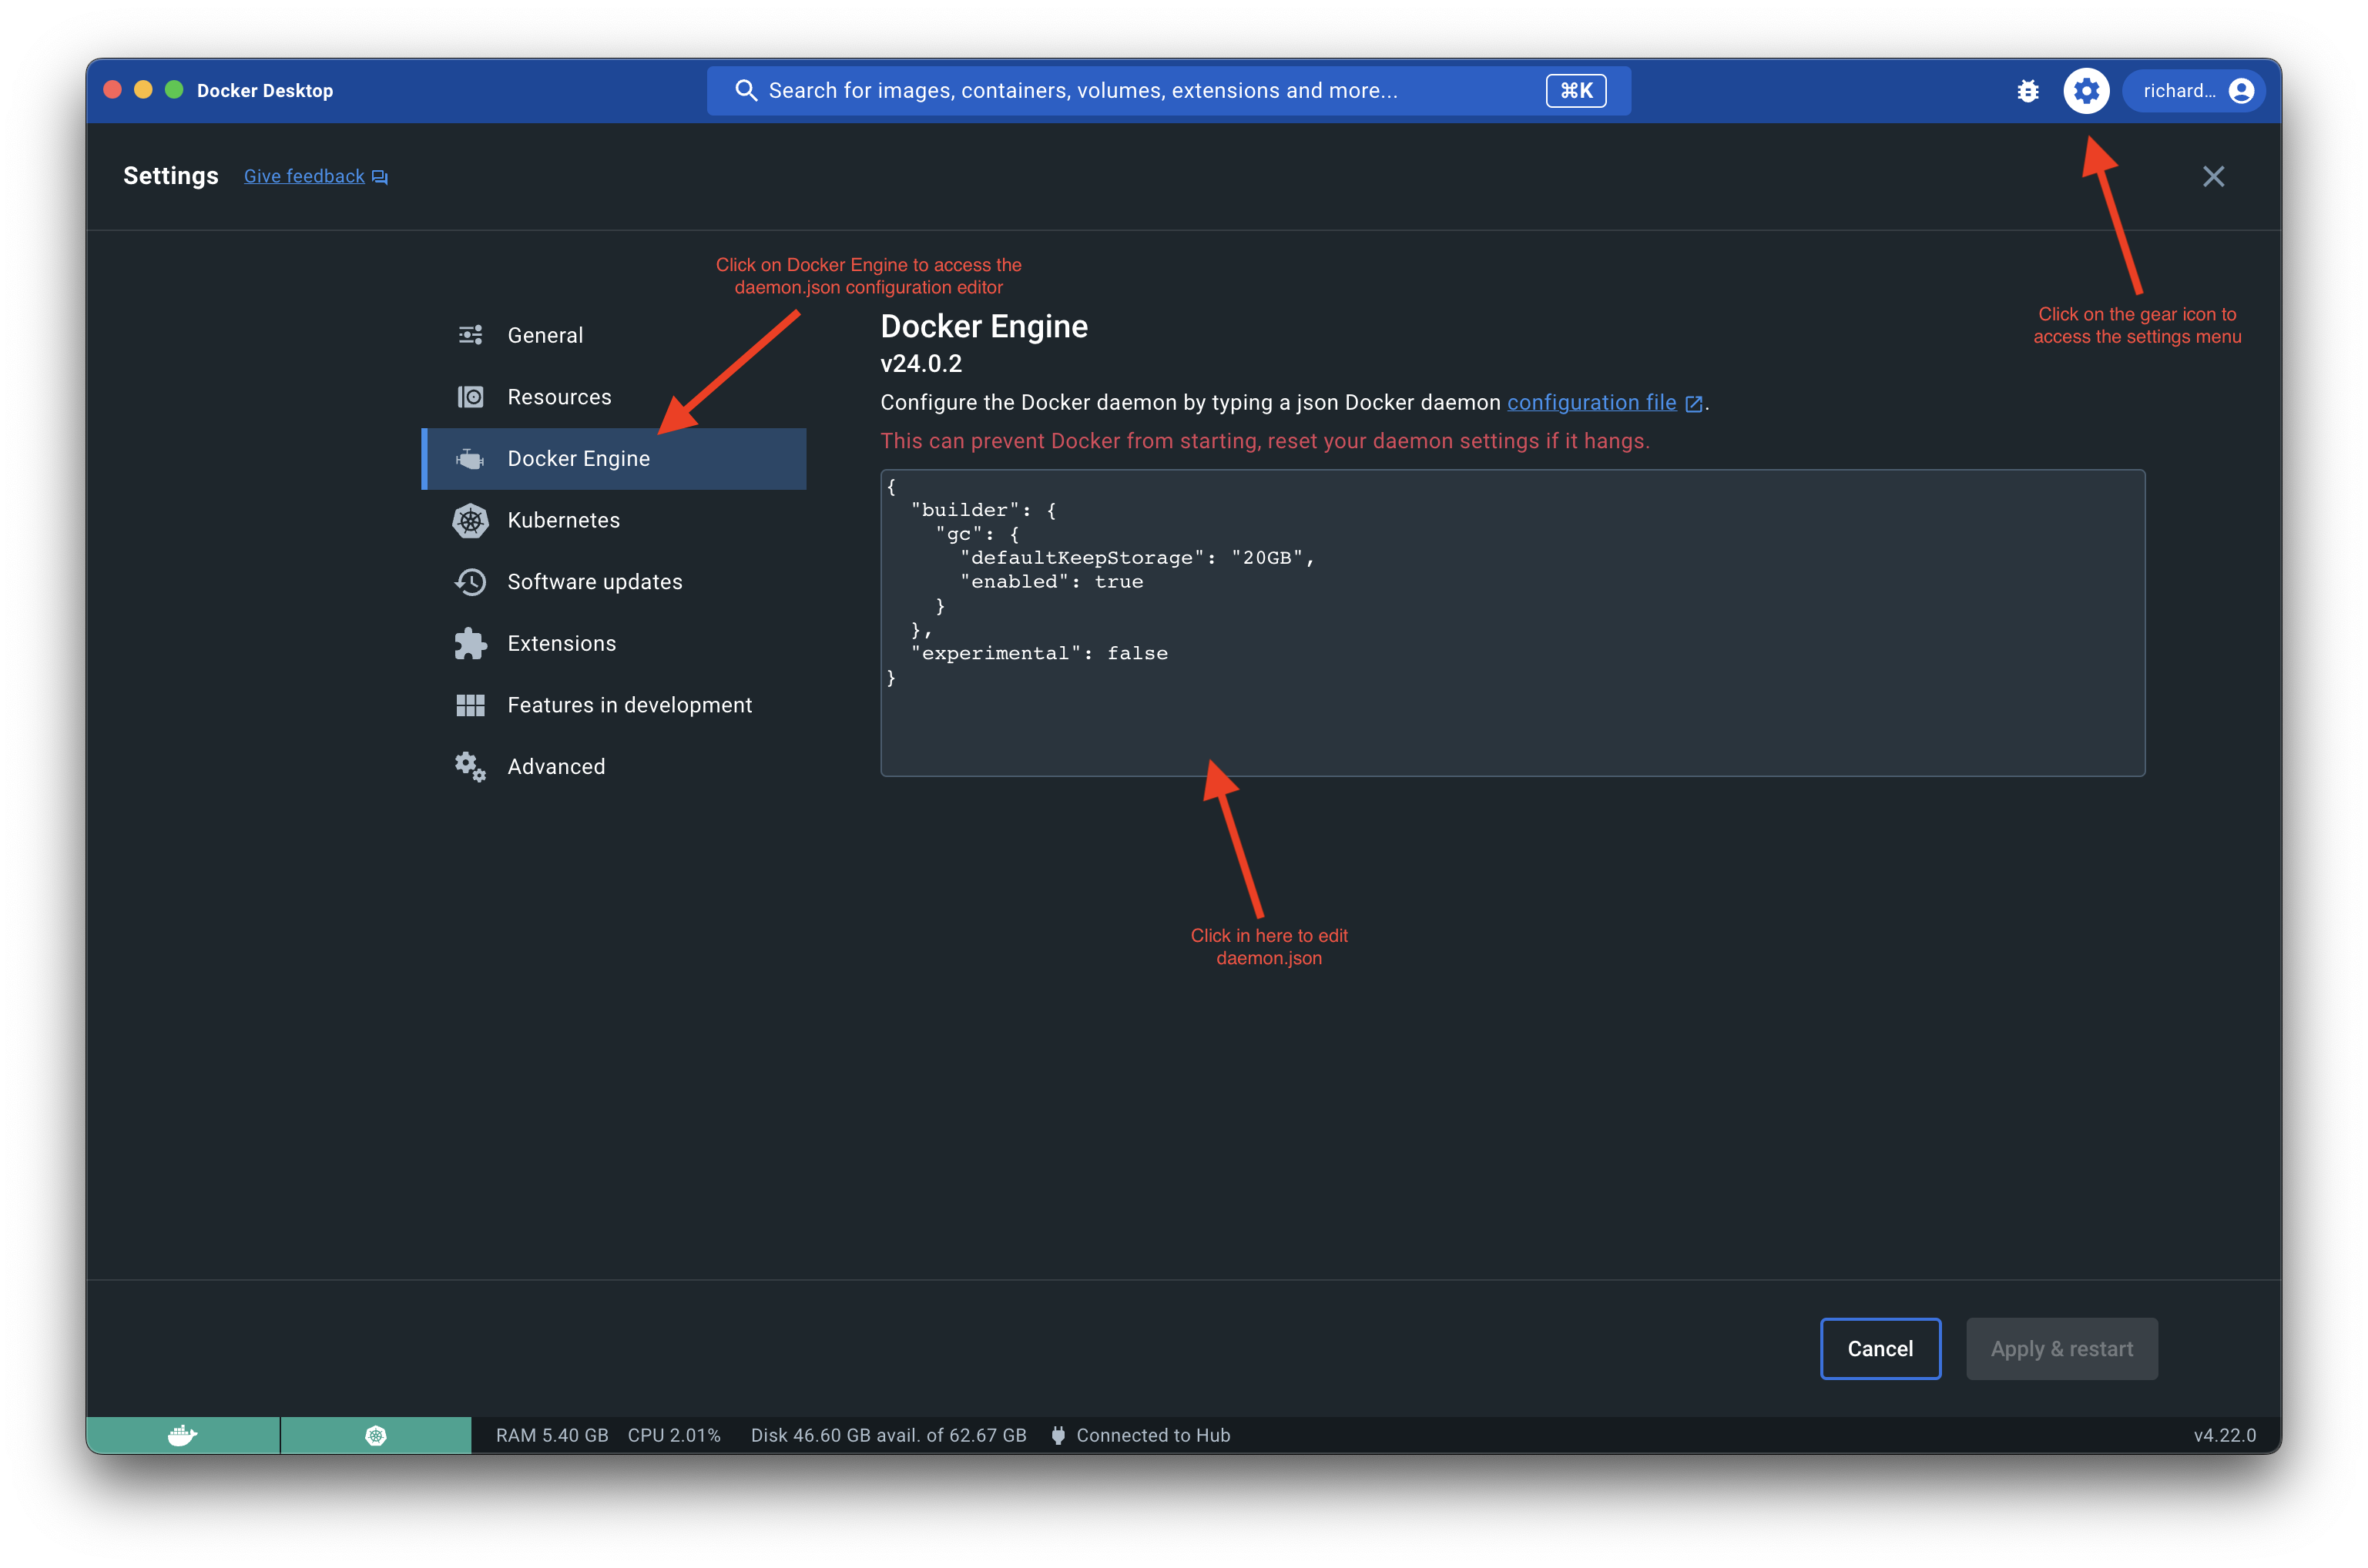 Docker Desktop
Search for images, containers, volumes, extensions and more...
⌘K
richard...
Settings
Give feedback
Click on Docker Engine to access the
daemon.json configuration editor
Click on the gear icon to
access the settings menu
General
Resources
Docker Engine
Kubernetes
Software updates
Extensions
Features in development
Advanced
Docker Engine
v24.0.2
Configure the Docker daemon by typing a json Docker daemon configuration file.
This can prevent Docker from starting, reset your daemon settings if it hangs.
{
  "builder": {
    "gc": {
      "defaultKeepStorage": "20GB",
      "enabled": true
    }
  },
  "experimental": false
}
Click in here to edit
daemon.json
Cancel
Apply & restart
RAM 5.40 GB CPU 2.01% Disk 46.60 GB avail. of 62.67 GB Connected to Hub
v4.22.0